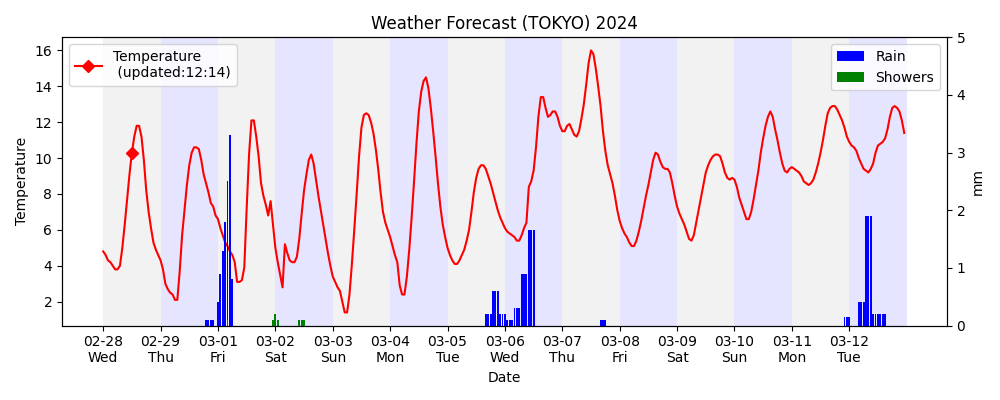 Weather Forecast (TOKYO) 2024
Temperature
(updated:12:14)
Rain
Showers
Temperature
16
14
12
10
8
6
4
2
5
4
3
2
1
0
mm
02-28 02-29 03-01 03-02 03-03 03-04 03-05 03-06 03-07 03-08 03-09 03-10 03-11 03-12
Wed Thu Fri Sat Sun Mon Tue Wed Thu Fri Sat Sun Mon Tue
Date